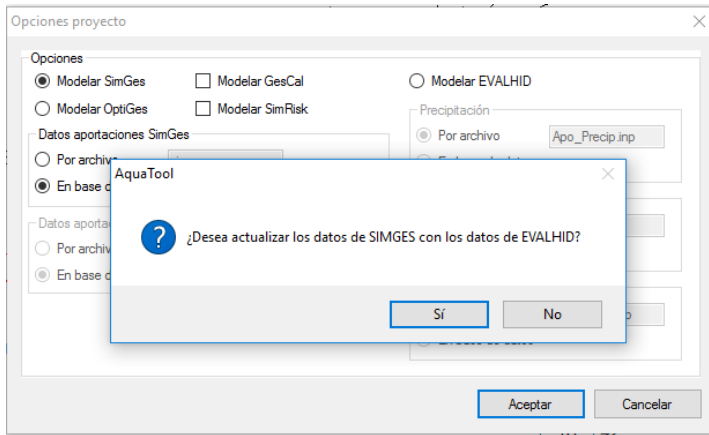 Opciones proyecto
Opciones
Modelar SimGes
Modelar GesCal
Modelar EVALHID
Modelar OptiGes
Modelar SimRisk
Precipitación
Datos aportaciones SimGes
Por archivo
Apo_Precip.inp
Por archivo
En base d
AquaTool
¿Desea actualizar los datos de SIMGES con los datos de EVALHID?
Datos aporta
Por archiv
En base d
Sí
No
Aceptar
Cancelar